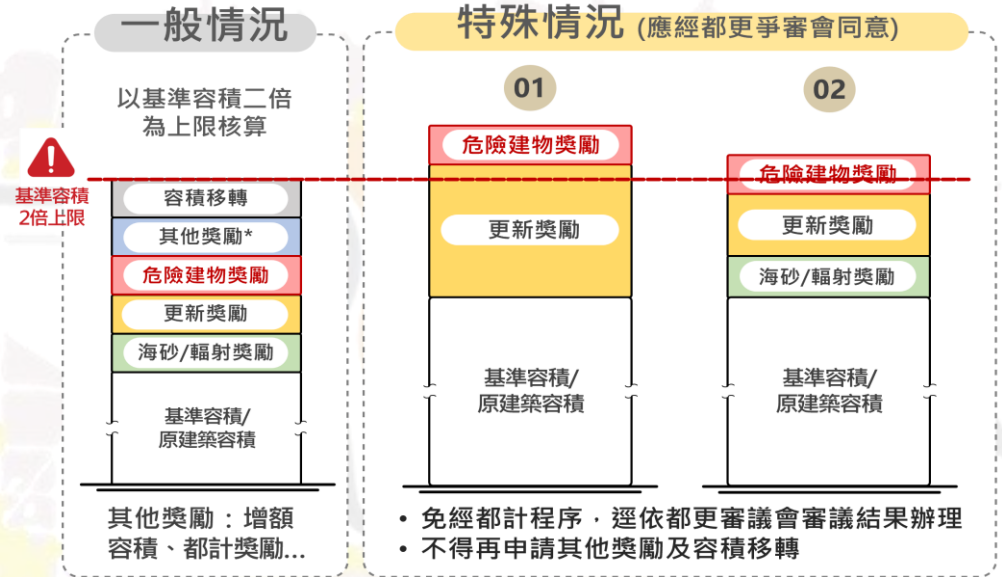 一般情況
以基準容積二倍
為上限核算
!
基準容積
2倍上限
容積移轉
其他獎勵*
危險建物獎勵
更新獎勵
海砂/輻射獎勵
基準容積/
原建築容積
其他獎勵：增額
容積、都計獎勵...
特殊情況 (應經都更爭審會同意)
01
危險建物獎勵
更新獎勵
基準容積/
原建築容積
02
危險建物獎勵
更新獎勵
海砂/輻射獎勵
基準容積/
原建築容積
• 免經都計程序，逕依都更審議會審議結果辦理
• 不得再申請其他獎勵及容積移轉